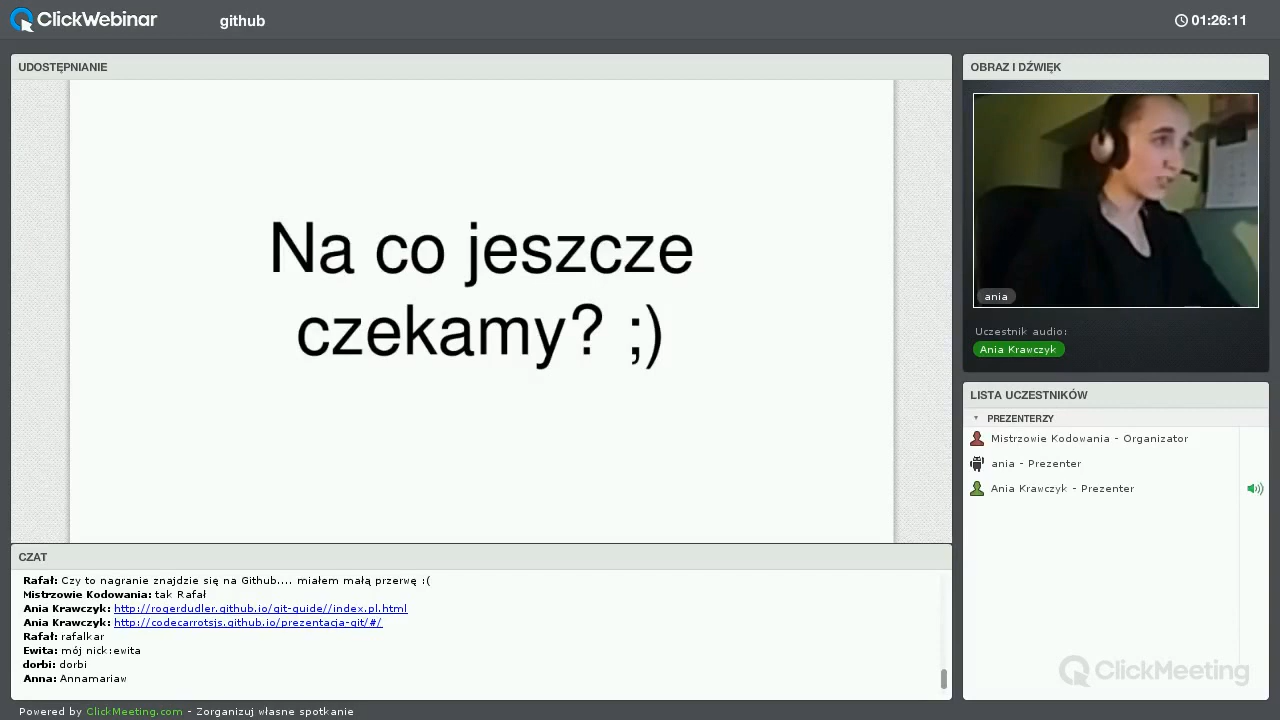 ClickWebinar
github
01:26:11
UDOSTĘPNIANIE
Na co jeszcze
czekamy? ;)
OBRAZ I DŹWIĘK
ania
Uczestnik audio:
Ania Krawczyk
LISTA UCZESTNIKÓW
PREZENTERZY
Mistrzowie Kodowania - Organizator
ania - Prezenter
Ania Krawczyk - Prezenter
CZAT
Rafał: Czy to nagranie znajdzie się na Github.... miałem małą przerwę :(
Mistrzowie Kodowania: tak Rafał
Ania Krawczyk: http://rogerdudler.github.io/git-guide//index.pl.html
Ania Krawczyk: http://codecarrotsjs.github.io/prezentacja-git/#/
Rafał: rafalkar
Ewita: mój nick:ewita
dorbi: dorbi
Anna: Annamariaw
ClickMeeting
Powered by ClickMeeting.com - Zorganizuj własne spotkanie